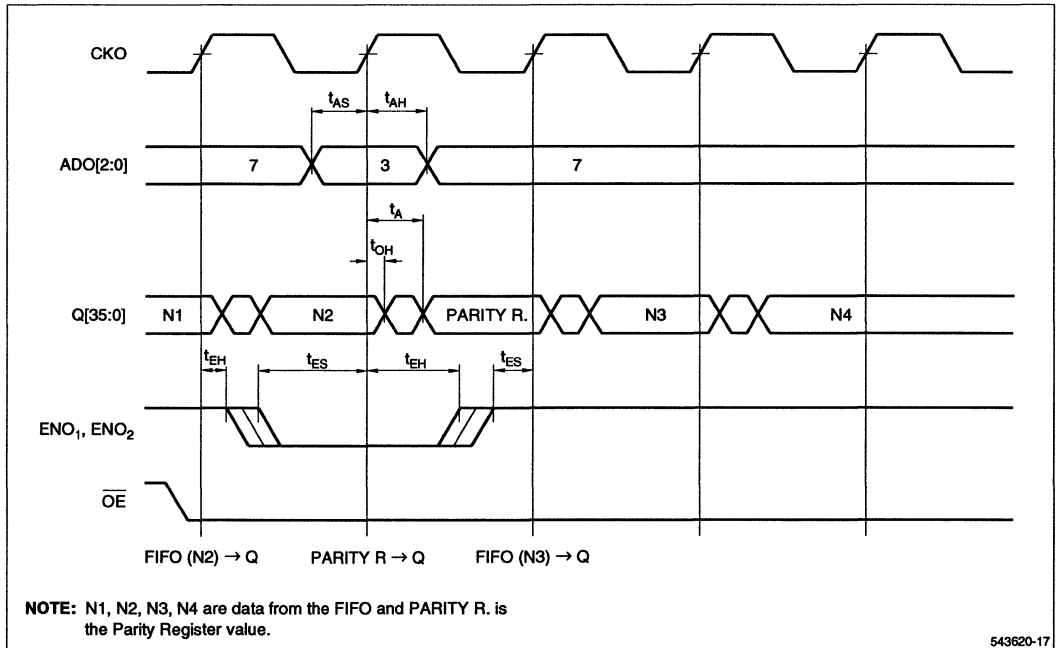 CKO
tAS
tAH
ADO[2:0]
7
3
7
tA
tOH
Q[35:0]
N1
N2
PARITY R.
N3
N4
tEH
tES
tEH
tES
ENO1, ENO2
OE
FIFO (N2) → Q
PARITY R → Q
FIFO (N3) → Q
NOTE: N1, N2, N3, N4 are data from the FIFO and PARITY R. is
the Parity Register value.
543620-17